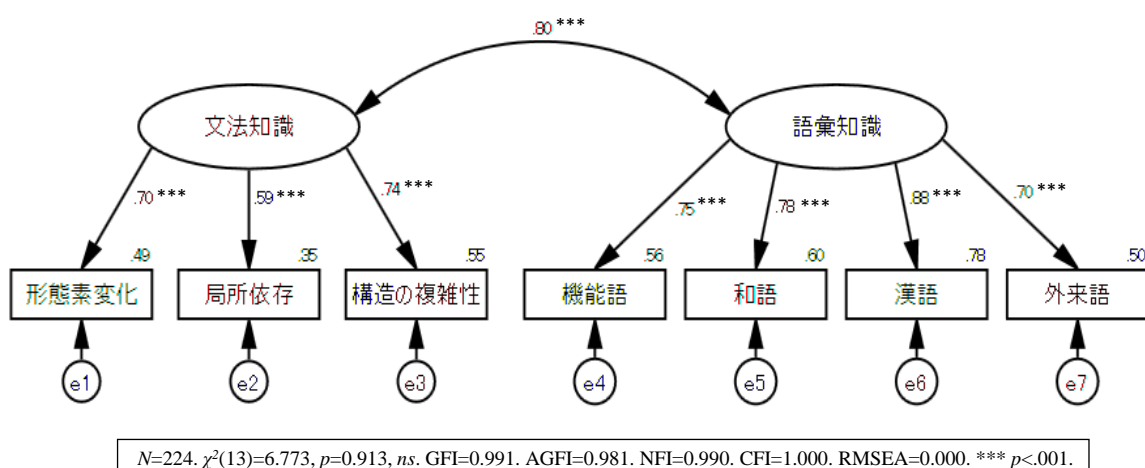 .80 ***
文法知識
語彙知識
.70 ***
.59 ***
.74 ***
.75 ***
.78 ***
.88 ***
.70 ***
.49
.35
.55
.56
.60
.78
.50
形態素変化
局所依存
構造の複雑性
機能語
和語
漢語
外来語
e1
e2
e3
e4
e5
e6
e7
N=224. χ²(13)=6.773, p=0.913, ns. GFI=0.991. AGFI=0.981. NFI=0.990. CFI=1.000. RMSEA=0.000. *** p<.001.